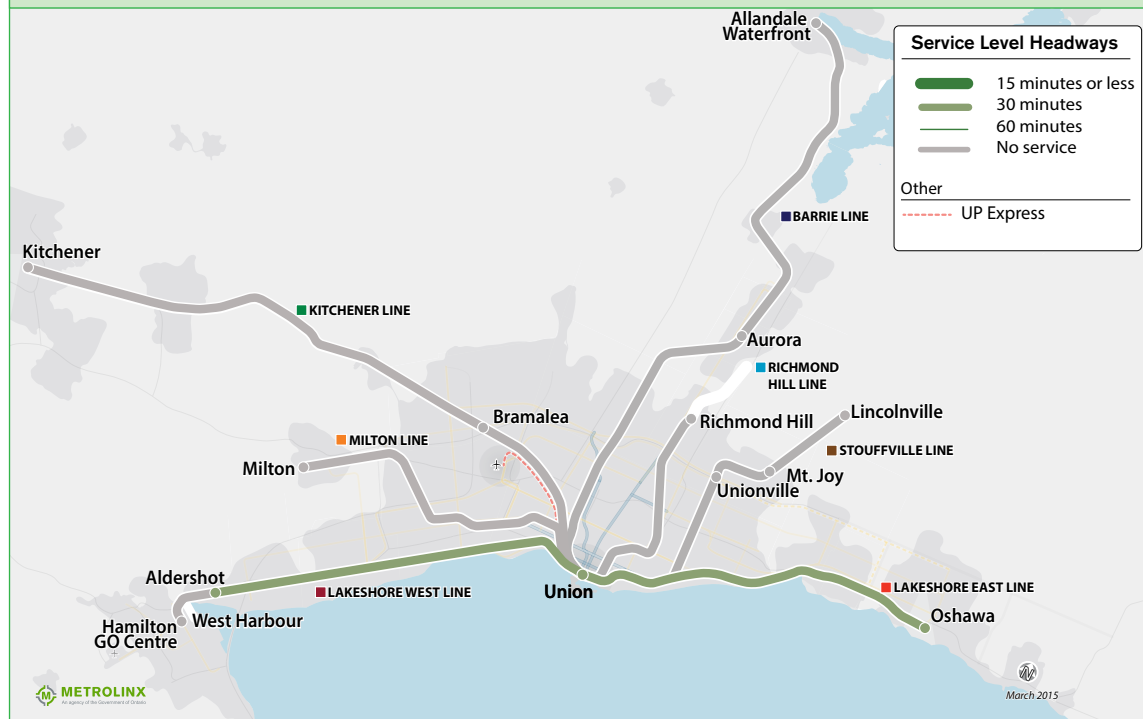 Allandale
Waterfront
Service Level Headways
15 minutes or less
30 minutes
60 minutes
No service
Other
UP Express
BARRIE LINE
Kitchener
KITCHENER LINE
Aurora
RICHMOND
HILL LINE
Bramalea
Richmond Hill
Lincolnville
MILTON LINE
STOUFFVILLE LINE
Milton
Mt. Joy
Unionville
Aldershot
Union
LAKESHORE WEST LINE
LAKESHORE EAST LINE
West Harbour
Oshawa
Hamilton
GO Centre
METROLINX
An agency of the Government of Ontario
March 2015